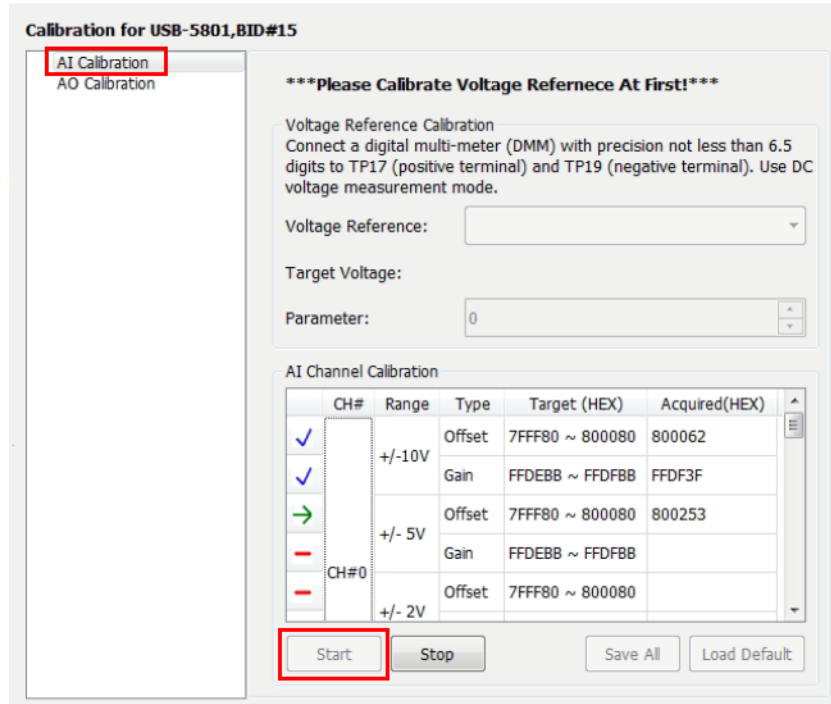 Calibration for USB-5801,BID#15
AI Calibration
AO Calibration
***Please Calibrate Voltage Refernece At First!***
Voltage Reference Calibration
Connect a digital multi-meter (DMM) with precision not less than 6.5
digits to TP17 (positive terminal) and TP19 (negative terminal). Use DC
voltage measurement mode.
Voltage Reference:
Target Voltage:
Parameter: 0
AI Channel Calibration
CH# Range Type Target (HEX) Acquired(HEX)
CH#0
+/-10V
Offset 7FFF80 ~ 800080 800062
Gain FFDEBB ~ FFDFBB FFDF3F
+/- 5V
Offset 7FFF80 ~ 800080 800253
Gain FFDEBB ~ FFDFBB
+/- 2V
Offset 7FFF80 ~ 800080
Start Stop Save All Load Default